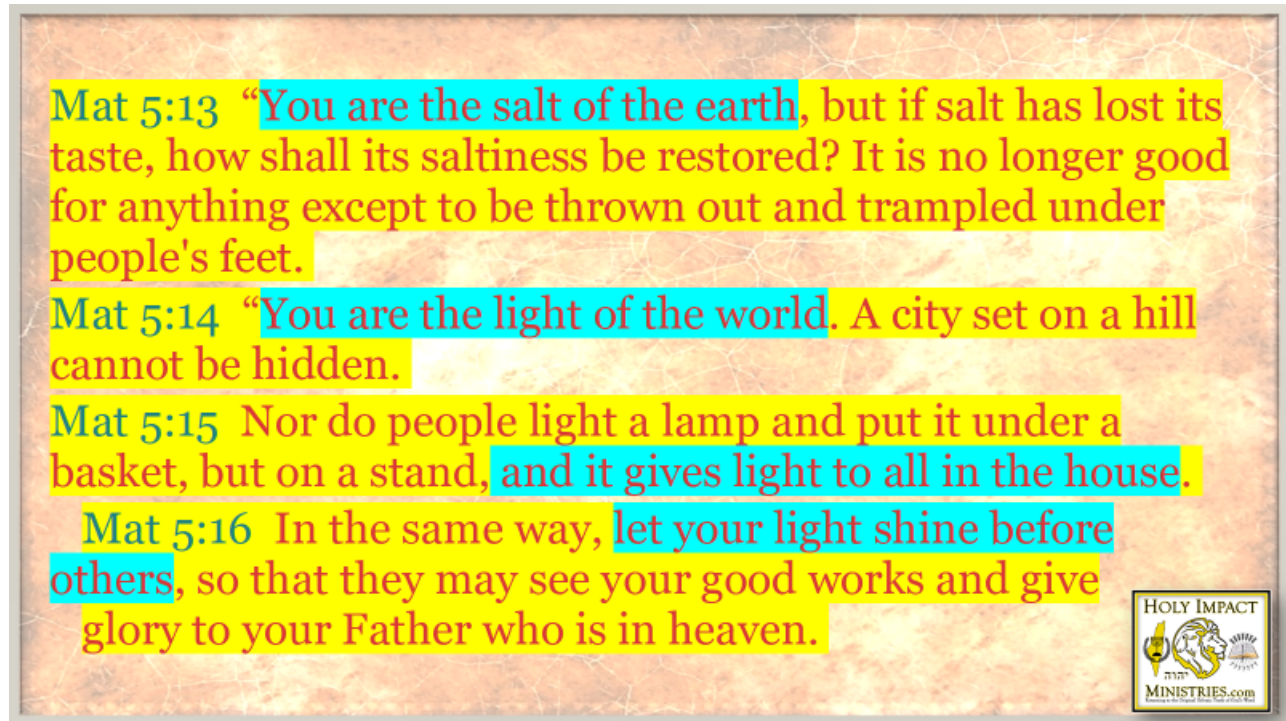 Mat 5:13  “You are the salt of the earth, but if salt has lost its
taste, how shall its saltiness be restored? It is no longer good
for anything except to be thrown out and trampled under
people's feet.
Mat 5:14  “You are the light of the world. A city set on a hill
cannot be hidden.
Mat 5:15  Nor do people light a lamp and put it under a
basket, but on a stand, and it gives light to all in the house.
Mat 5:16  In the same way, let your light shine before
others, so that they may see your good works and give
glory to your Father who is in heaven.
HOLY IMPACT
יהוה
MINISTRIES.com